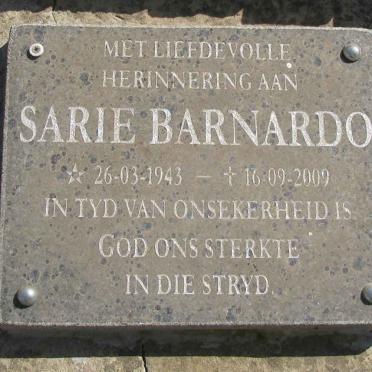 MET LIEFDEVOLLE
HERINNERING AAN
SARIE BARNARDO
☆ 26-03-1943 – † 16-09-2009
IN TYD VAN ONSEKERHEID IS
GOD ONS STERKTE
IN DIE STRYD.